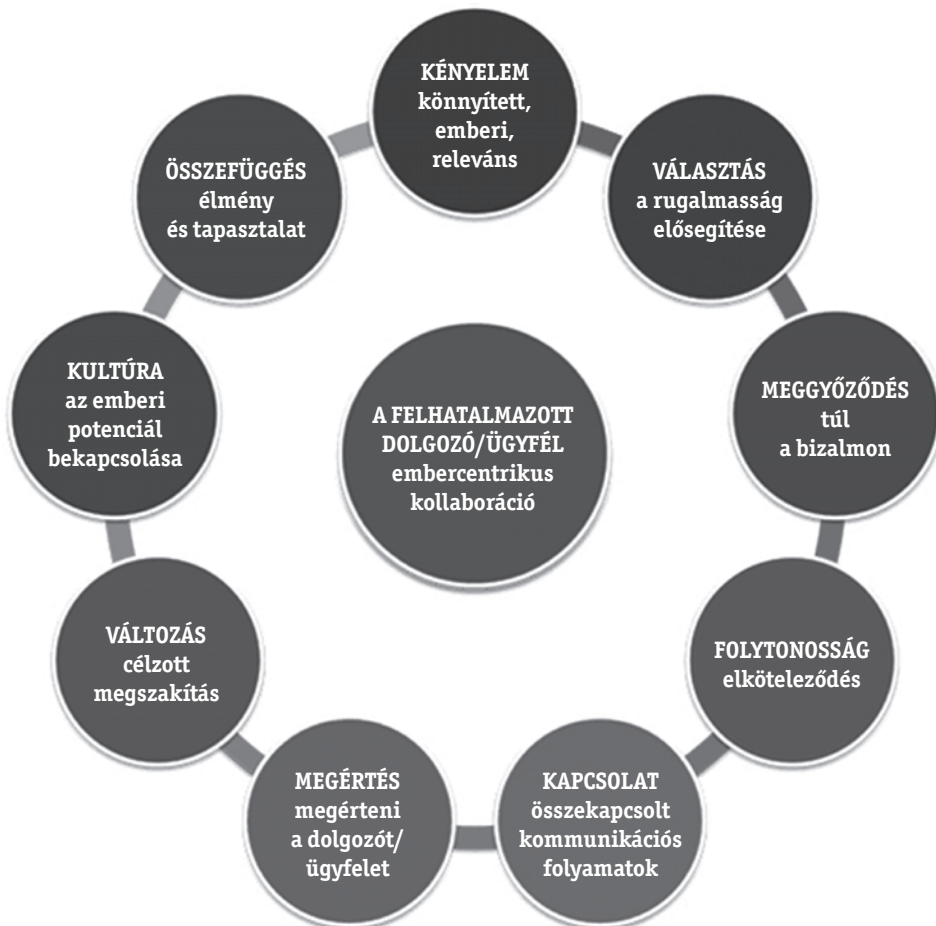 KÉNYELEM
könnyített,
emberi,
releváns
VÁLASZTÁS
a rugalmasság
elősegítése
MEGGYŐZŐDÉS
túl
a bizalmon
FOLYTONOSSÁG
elköteleződés
KAPCSOLAT
összekapcsolt
kommunikációs
folyamatok
MEGÉRTÉS
megérteni
a dolgozót/
ügyfelet
VÁLTOZÁS
célzott
megszakítás
KULTÚRA
az emberi
potenciál
bekapcsolása
ÖSSZEFÜGGÉS
élmény
és tapasztalat
A FELHATALMAZOTT
DOLGOZÓ/ÜGYFÉL
embercentrikus
kollaboráció